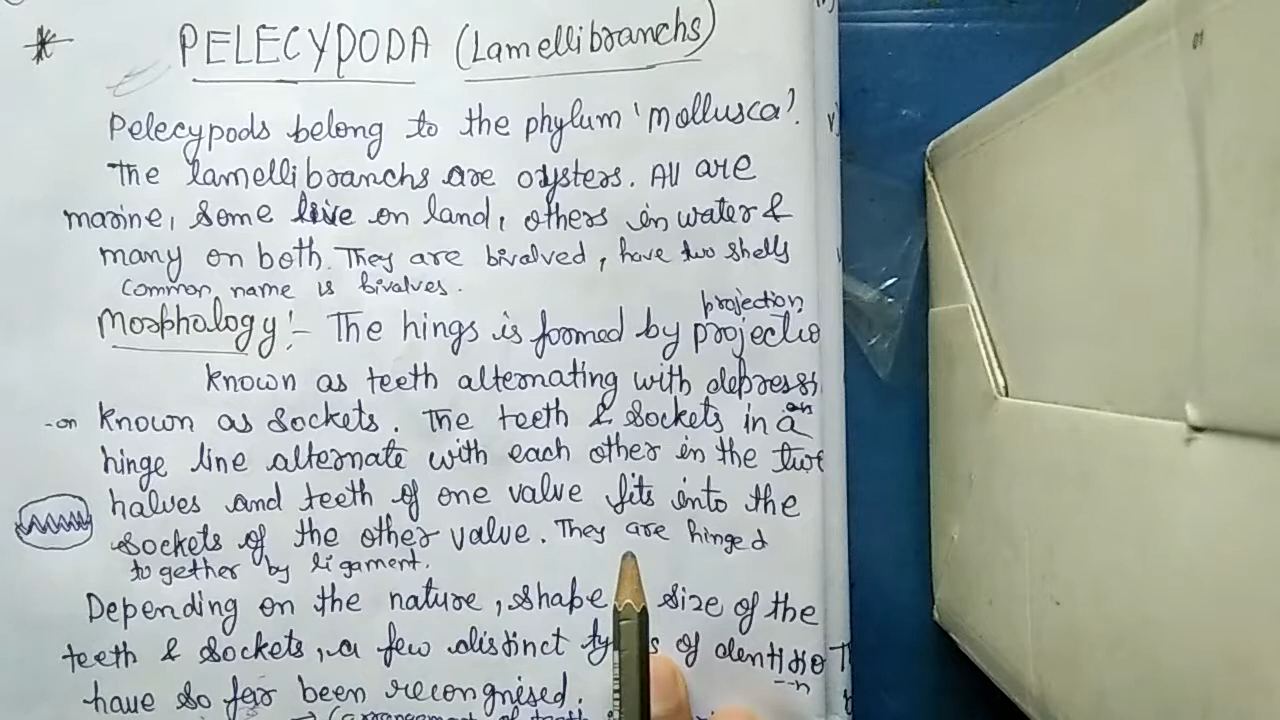 PELECYPODA (Lamellibranchs)
Pelecypods belong to the phylum 'mollusca'.
The lamellibranchs are oysters. All are
marine, some live on land, others in water &
many on both. They are bivalved, have two shells
common name is bivalves.
projection
Morphology:- The hings is formed by projectio
known as teeth alternating with depressi
-on known as sockets. The teeth & sockets in an
hinge line alternate with each other in the two
halves and teeth of one valve fits into the
sockets of the other valve. They are hinged
together by ligament.
Depending on the nature, shape size of the
teeth & sockets, a few distinct of dentitio
--n
have so far been recongnised.